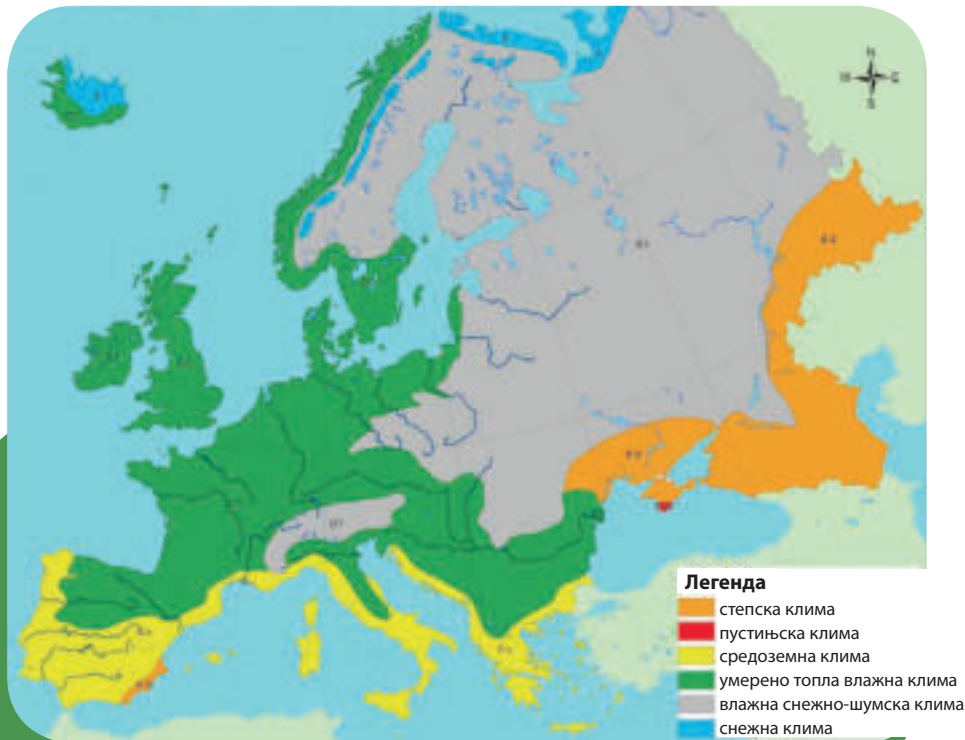 N
S
Легенда
степска клима
пустињска клима
средоземна клима
умерено топла влажна клима
влажна снежно-шумска клима
снежна клима